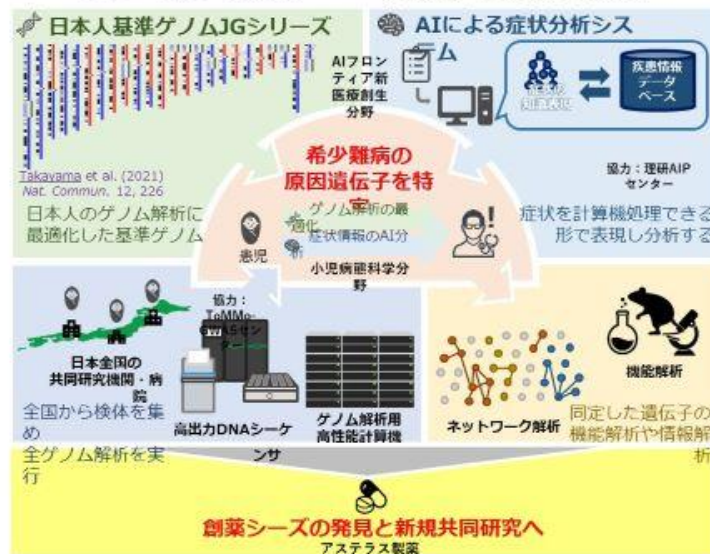 日本人基準ゲノムJGシリーズ
Takayama et al. (2021)
Nat. Commun. 12, 226
日本人のゲノム解析に
最適化した基準ゲノム
AIフロン
ティア新
医療創生
分野
AIによる症状分析シス
テム
疾患情報
データ
ベース
協力：理研AIP
センター
症状を計算機処理できる
形で表現し分析する
希少難病の
原因遺伝子を特
定
患児
ゲノム解析の最
適化
症状情報のAI分
析
小児病態科学分
野
日本全国の
共同研究機関・病
院
全国から検体を集
め
全ゲノム解析を実
行
協力：
ToMMo-
GWASセン
ター
高出力DNAシーケ
ンサ
ゲノム解析用
高性能計算機
ネットワーク解析
機能解析
同定した遺伝子の
機能解析や情報解
析
創薬シーズの発見と新規共同研究へ
アステラス製薬